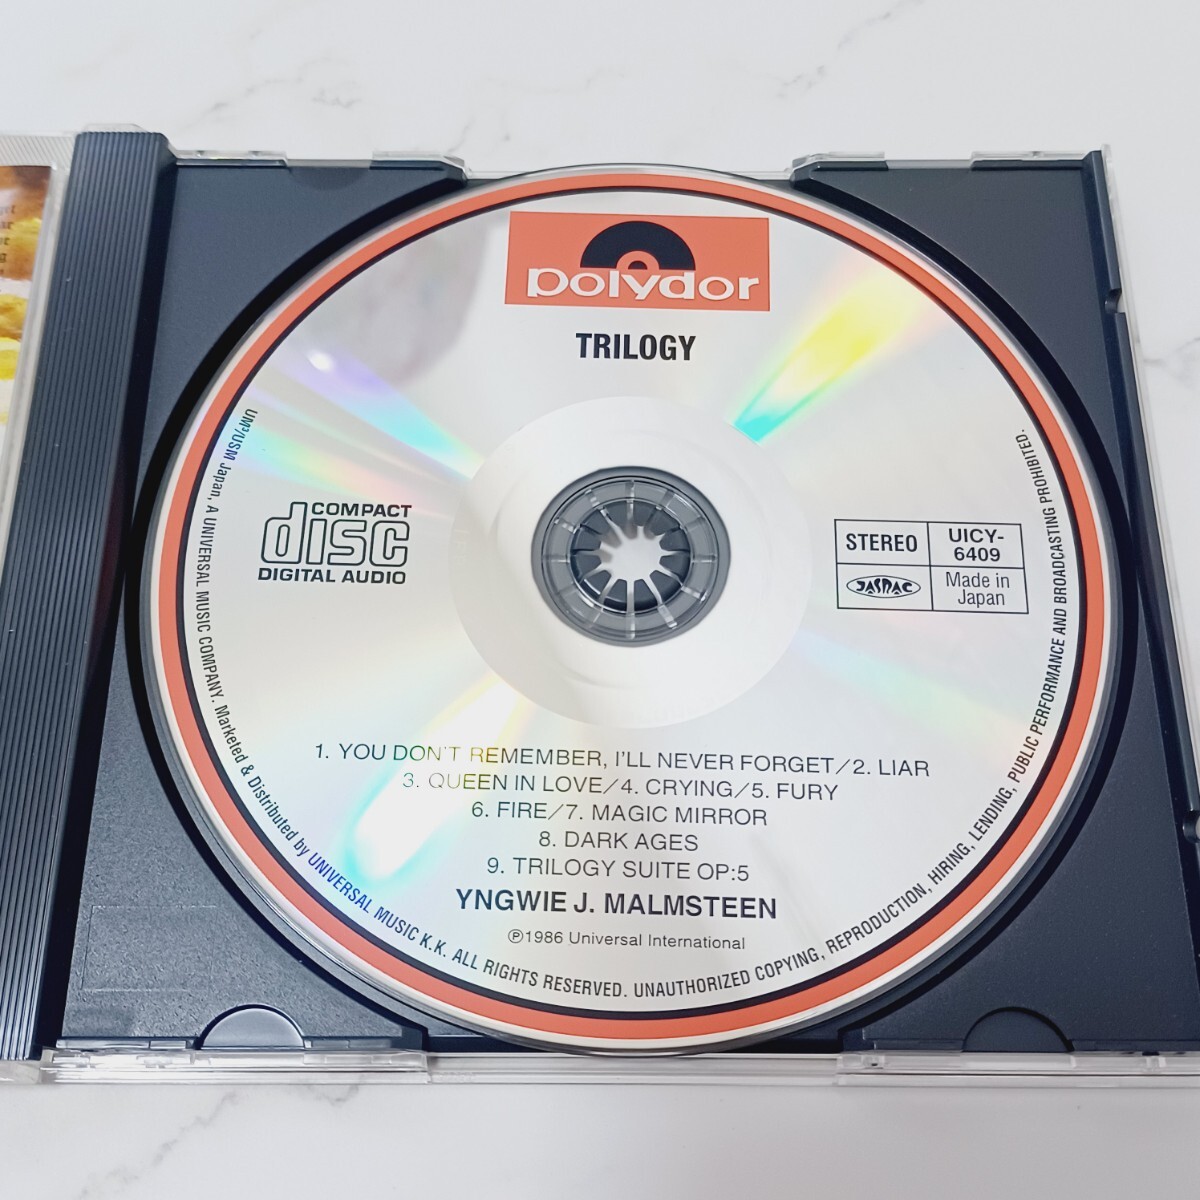 polydor
TRILOGY
COMPACT
disc
DIGITAL AUDIO
STEREO
UICY-
6409
JASRAC
Made in
Japan
1. YOU DON'T REMEMBER, I'LL NEVER FORGET/2. LIAR
3. QUEEN IN LOVE/4. CRYING/5. FURY
6. FIRE/7. MAGIC MIRROR
8. DARK AGES
9. TRILOGY SUITE OP:5
YNGWIE J. MALMSTEEN
℗1986 Universal International
UM³/USM Japan, A UNIVERSAL MUSIC COMPANY. Marketed & Distributed by UNIVERSAL MUSIC K.K. ALL RIGHTS RESERVED. UNAUTHORIZED COPYING, REPRODUCTION, HIRING, LENDING, PUBLIC PERFORMANCE AND BROADCASTING PROHIBITED.